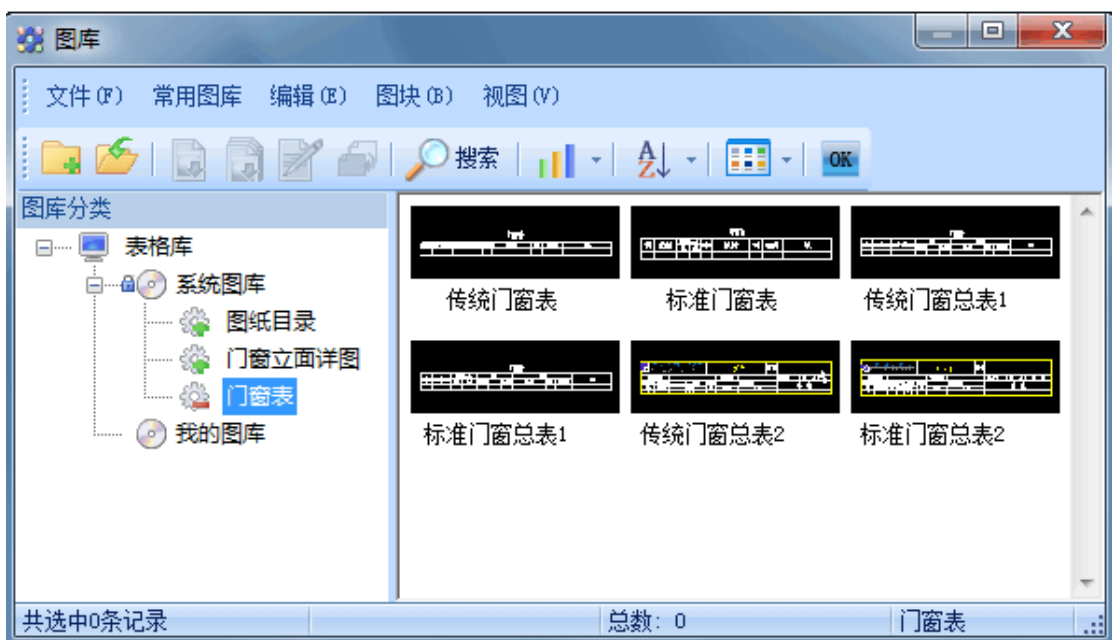 图库
文件(F) 常用图库 编辑(E) 图块(B) 视图(V)
搜索 OK
图库分类
表格库
系统图库
图纸目录
门窗立面详图
门窗表
我的图库
传统门窗表 标准门窗表 传统门窗总表1
标准门窗总表1 传统门窗总表2 标准门窗总表2
共选中0条记录 总数: 0 门窗表